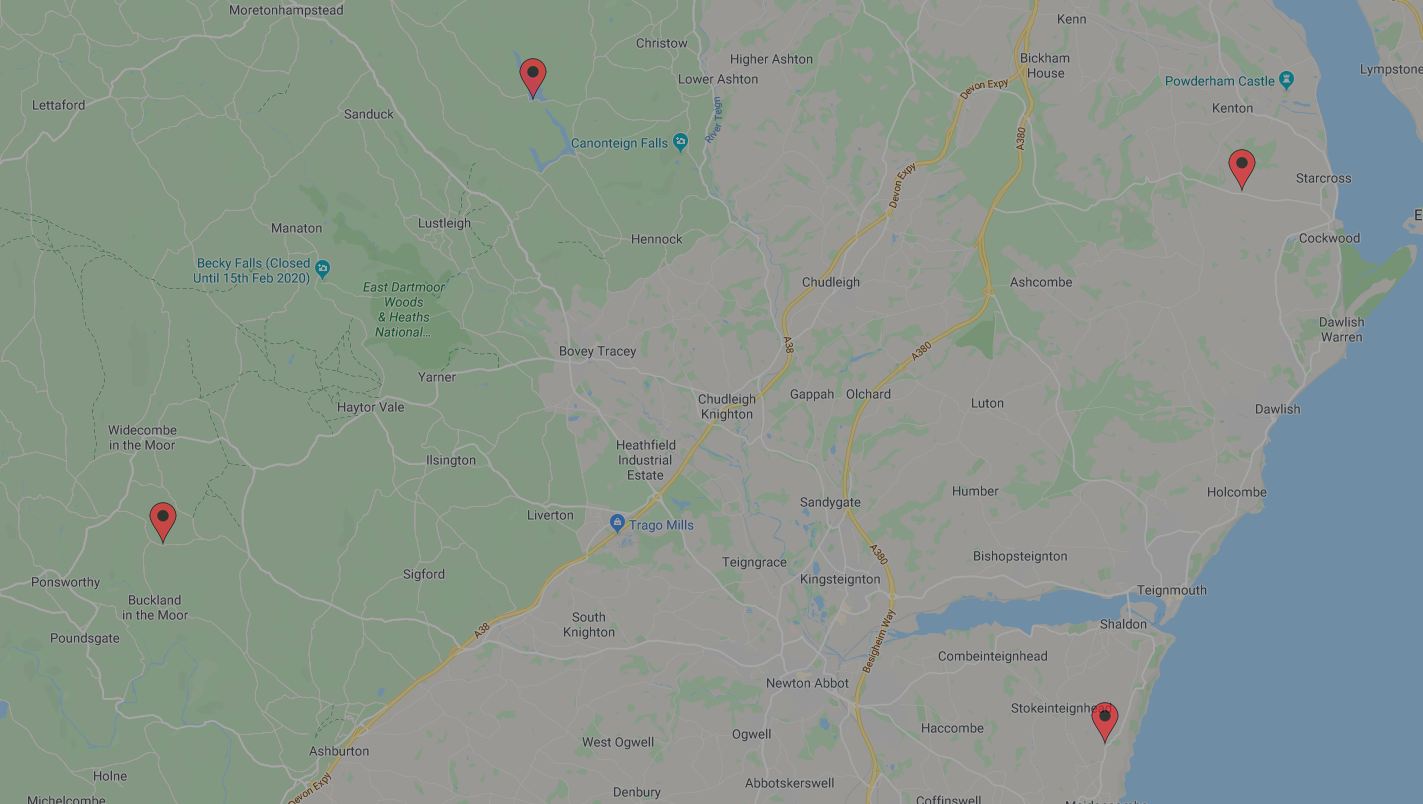 Moretonhampstead
Kenn
Christow
Higher Ashton
Bickham
House
Lower Ashton
Devon Expy
Powderham Castle
Lympstone
Lettaford
Kenton
Sanduck
River Teign
A380
Canonteign Falls
Devon Expy
Starcross
Manaton
Lustleigh
Hennock
Cockwood
Becky Falls (Closed
Until 15th Feb 2020)
East Dartmoor
Woods
& Heaths
National...
Chudleigh
Ashcombe
Dawlish
Warren
A38
A380
Bovey Tracey
Yarner
Haytor Vale
Chudleigh
Knighton
Gappah
Olchard
Luton
Dawlish
Widecombe
in the Moor
Heathfield
Industrial
Estate
Ilsington
Humber
Holcombe
Sandygate
Liverton
Trago Mills
A380
Teigngrace
Bishopsteignton
Ponsworthy
Sigford
Kingsteignton
Teignmouth
Buckland
in the Moor
South
Knighton
Shaldon
Poundsgate
A38
Besigheim Way
Combeinteignhead
Newton Abbot
Stokeinteignhead
Ashburton
West Ogwell
Ogwell
Haccombe
Holne
Devon Expy
Denbury
Abbotskerswell
Michelcombe
Coffinswell